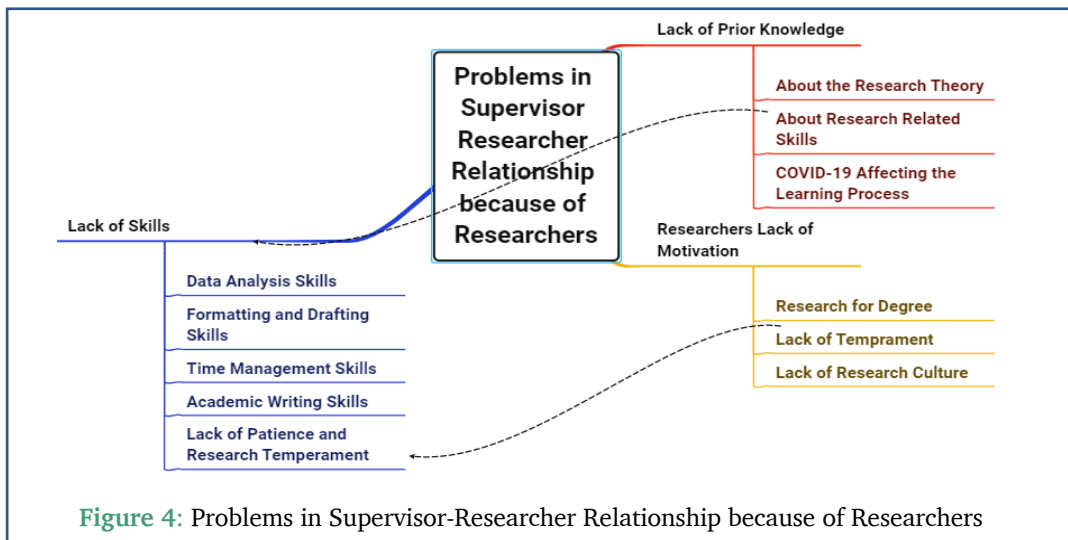 Problems in
Supervisor
Researcher
Relationship
because of
Researchers
Lack of Prior Knowledge
About the Research Theory
About Research Related
Skills
COVID-19 Affecting the
Learning Process
Researchers Lack of
Motivation
Research for Degree
Lack of Temprament
Lack of Research Culture
Lack of Skills
Data Analysis Skills
Formatting and Drafting
Skills
Time Management Skills
Academic Writing Skills
Lack of Patience and
Research Temperament
Figure 4: Problems in Supervisor-Researcher Relationship because of Researchers